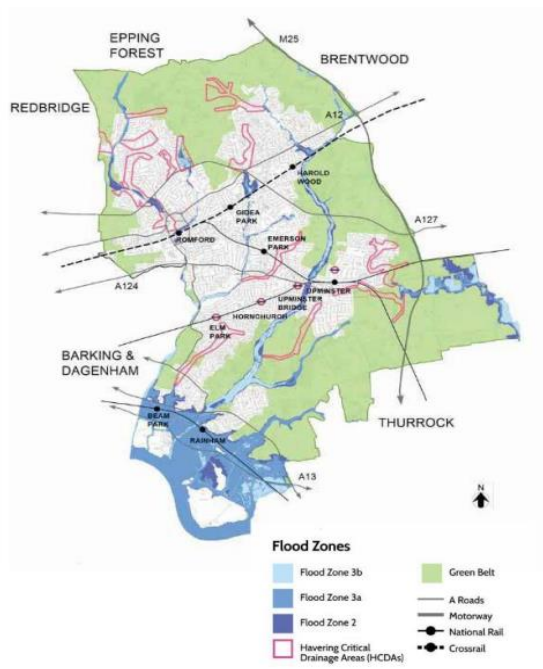 EPPING
FOREST
M25
BRENTWOOD
REDBRIDGE
A12
HAROLD
WOOD
GIDEA
PARK
A127
ROMFORD
EMERSON
PARK
A124
UPMINSTER
UPMINSTER
BRIDGE
HORNCHURCH
ELM
PARK
BARKING &
DAGENHAM
THURROCK
BEAM
PARK
RAINHAM
A13
N
Flood Zones
Flood Zone 3b
Flood Zone 3a
Flood Zone 2
Havering Critical
Drainage Areas (HCDAs)
Green Belt
A Roads
Motorway
National Rail
Crossrail